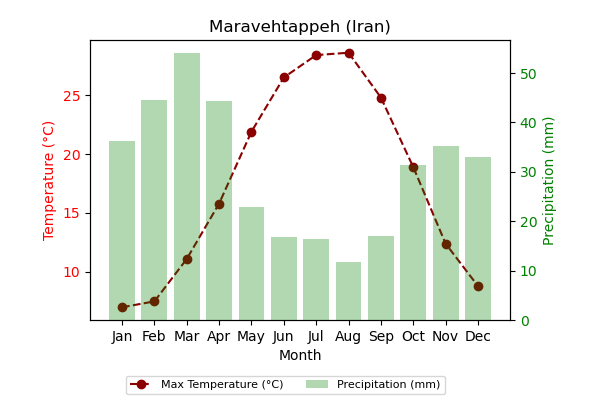 Maravehtappeh (Iran)
Temperature (°C)
25
20
15
10
Precipitation (mm)
50
40
30
20
10
0
Jan Feb Mar Apr May Jun Jul Aug Sep Oct Nov Dec
Month
Max Temperature (°C) Precipitation (mm)